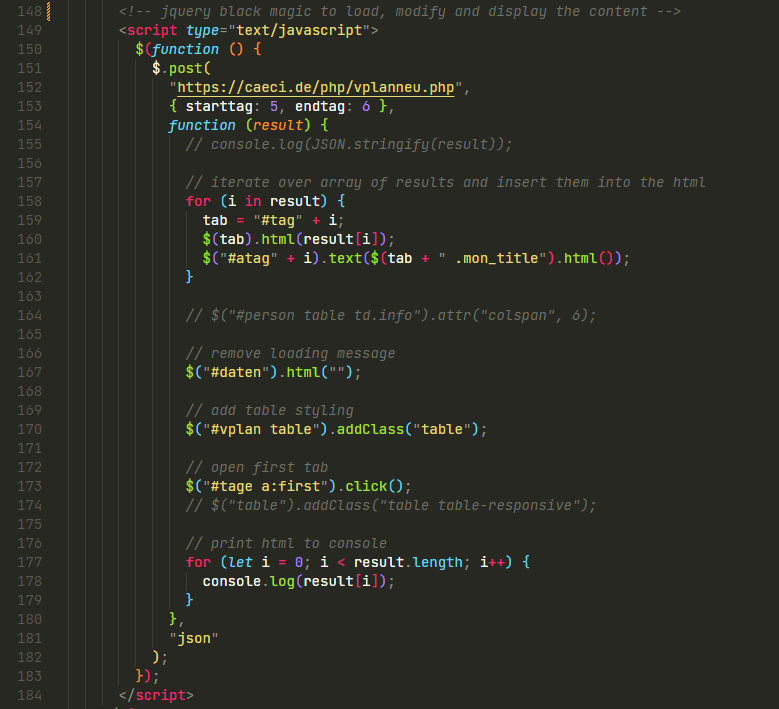 148 <!-- jquery black magic to load, modify and display the content -->
149 <script type="text/javascript">
150 $(function () {
151 $.post(
152 "https://caeci.de/php/vplanneu.php",
153 { starttag: 5, endtag: 6 },
154 function (result) {
155 // console.log(JSON.stringify(result));
156
157 // iterate over array of results and insert them into the html
158 for (i in result) {
159 tab = "#tag" + i;
160 $(tab).html(result[i]);
161 $("#atag" + i).text($(tab + " .mon_title").html());
162 }
163
164 // $("#person table td.info").attr("colspan", 6);
165
166 // remove loading message
167 $("#daten").html("");
168
169 // add table styling
170 $("#vplan table").addClass("table");
171
172 // open first tab
173 $("#tage a:first").click();
174 // $("table").addClass("table table-responsive");
175
176 // print html to console
177 for (let i = 0; i < result.length; i++) {
178 console.log(result[i]);
179 }
180 },
181 "json"
182 );
183 });
184 </script>